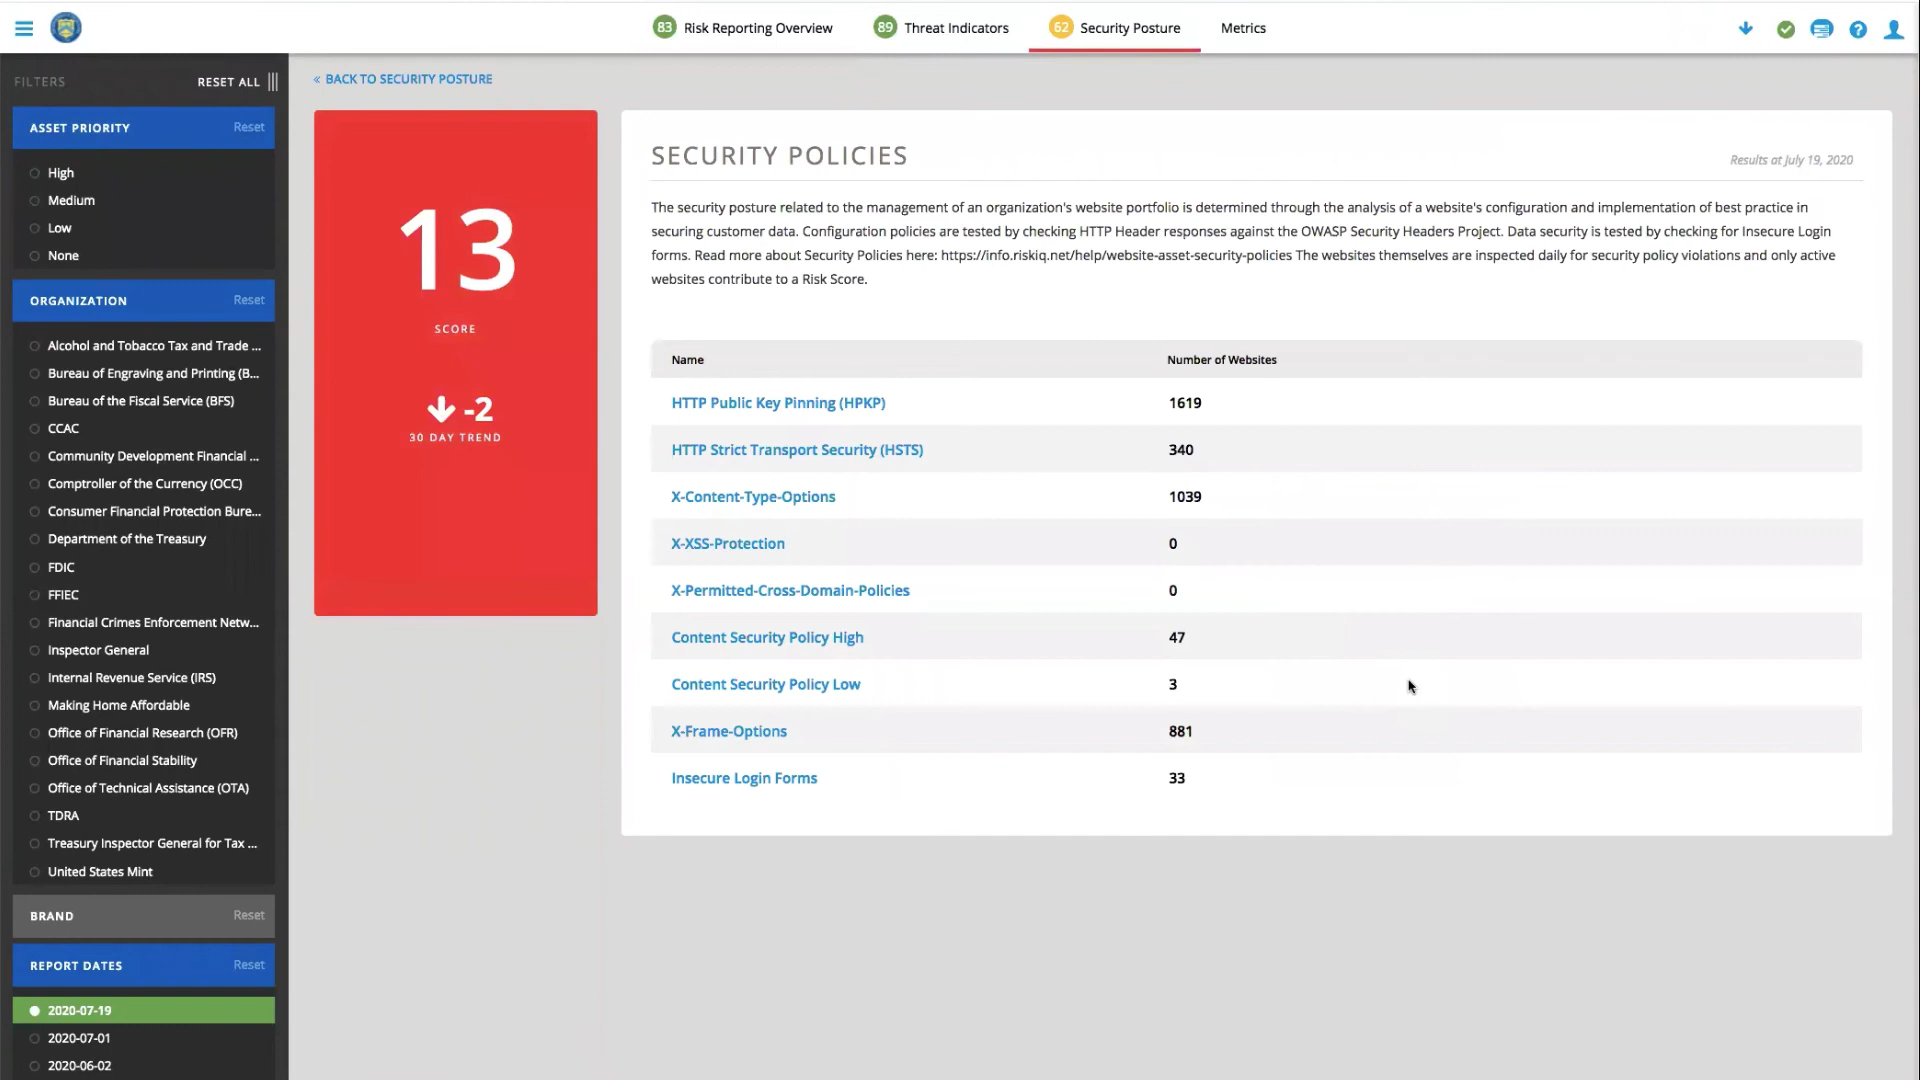 83 Risk Reporting Overview
89 Threat Indicators
62 Security Posture
Metrics
FILTERS
RESET ALL
ASSET PRIORITY
Reset
High
Medium
Low
None
ORGANIZATION
Reset
Alcohol and Tobacco Tax and Trade ...
Bureau of Engraving and Printing (B...
Bureau of the Fiscal Service (BFS)
CCAC
Community Development Financial ...
Comptroller of the Currency (OCC)
Consumer Financial Protection Bure...
Department of the Treasury
FDIC
FFIEC
Financial Crimes Enforcement Netw...
Inspector General
Internal Revenue Service (IRS)
Making Home Affordable
Office of Financial Research (OFR)
Office of Financial Stability
Office of Technical Assistance (OTA)
TDRA
Treasury Inspector General for Tax ...
United States Mint
BRAND
Reset
REPORT DATES
Reset
2020-07-19
2020-07-01
2020-06-02
« BACK TO SECURITY POSTURE
13
SCORE
-2
30 DAY TREND
SECURITY POLICIES
Results at July 19, 2020
The security posture related to the management of an organization's website portfolio is determined through the analysis of a website's configuration and implementation of best practice in
securing customer data. Configuration policies are tested by checking HTTP Header responses against the OWASP Security Headers Project. Data security is tested by checking for Insecure Login
forms. Read more about Security Policies here: https://info.riskiq.net/help/website-asset-security-policies The websites themselves are inspected daily for security policy violations and only active
websites contribute to a Risk Score.
Name Number of Websites
HTTP Public Key Pinning (HPKP) 1619
HTTP Strict Transport Security (HSTS) 340
X-Content-Type-Options 1039
X-XSS-Protection 0
X-Permitted-Cross-Domain-Policies 0
Content Security Policy High 47
Content Security Policy Low 3
X-Frame-Options 881
Insecure Login Forms 33